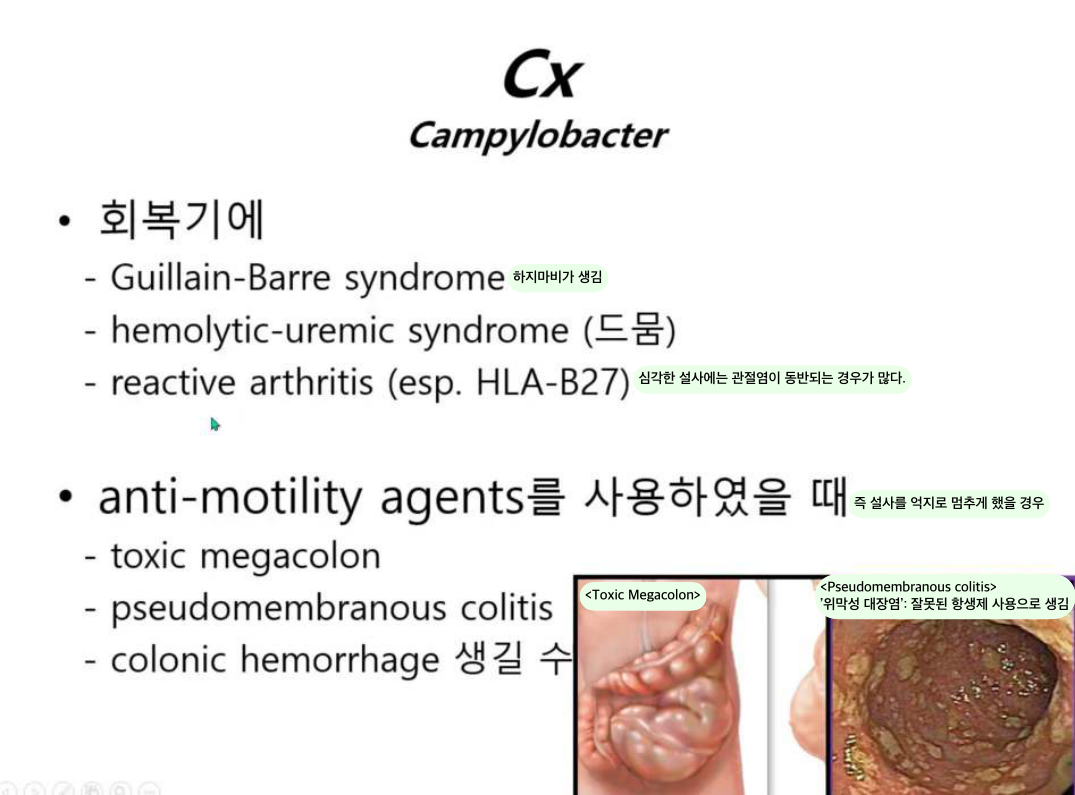 Cx
Campylobacter
• 회복기에
- Guillain-Barre syndrome 하지마비가 생김
- hemolytic-uremic syndrome (드뭄)
- reactive arthritis (esp. HLA-B27) 심각한 설사에는 관절염이 동반되는 경우가 많다.
• anti-motility agents를 사용하였을 때 즉 설사를 억지로 멈추게 했을 경우
- toxic megacolon
- pseudomembranous colitis
- colonic hemorrhage 생길 수
<Toxic Megacolon>
<Pseudomembranous colitis>
'위막성 대장염': 잘못된 항생제 사용으로 생김